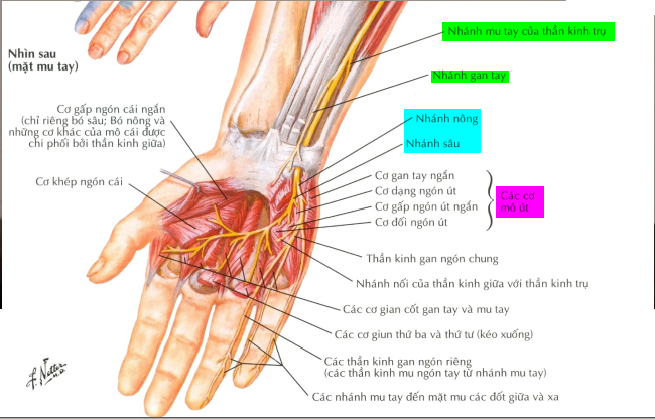 Nhìn sau
(mặt mu tay)
Cơ gấp ngón cái ngắn
(chỉ riêng bó sâu; Bó nông và
những cơ khác của mô cái được
chi phối bởi thần kinh giữa)
Cơ khép ngón cái
Nhánh mu tay của thần kinh trụ
Nhánh gan tay
Nhánh nông
Nhánh sâu
Cơ gan tay ngắn
Cơ dạng ngón út
Cơ gấp ngón út ngắn
Cơ đối ngón út
Các cơ
mô út
Thần kinh gan ngón chung
Nhánh nối của thần kinh giữa với thần kinh trụ
Các cơ gian cốt gan tay và mu tay
Các cơ giun thứ ba và thứ tư (kéo xuống)
Các thần kinh gan ngón riêng
(các thần kinh mu ngón tay từ nhánh mu tay)
Các nhánh mu tay đến mặt mu các đốt giữa và xa
F. Netter
M.D.